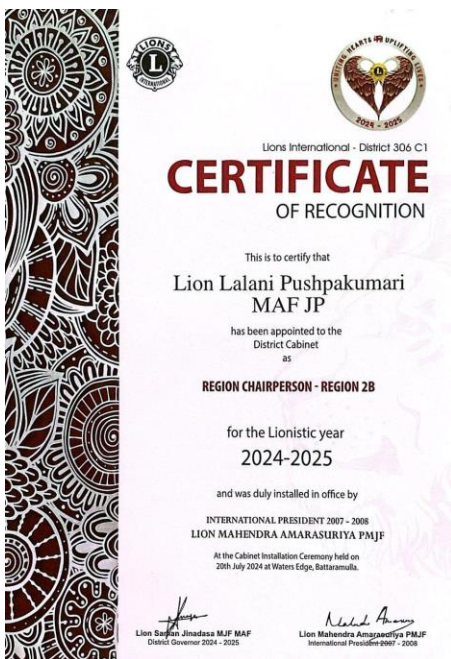 LIONS
L
INTERNATIONAL
UNITING HEARTS UPLIFTING LIVES
L
2024 - 2025
Lions International - District 306 C1
CERTIFICATE
OF RECOGNITION
This is to certify that
Lion Lalani Pushpakumari
MAF JP
has been appointed to the
District Cabinet
as
REGION CHAIRPERSON - REGION 2B
for the Lionistic year
2024-2025
and was duly installed in office by
INTERNATIONAL PRESIDENT 2007 - 2008
LION MAHENDRA AMARASURIYA PMJF
At the Cabinet Installation Ceremony held on
20th July 2024 at Waters Edge, Battaramulla.
Lion Jinadasa MJF MAF
District Governor 2024 - 2025
Lion Mahendra Amarasuriya PMJF
International President 2007 - 2008